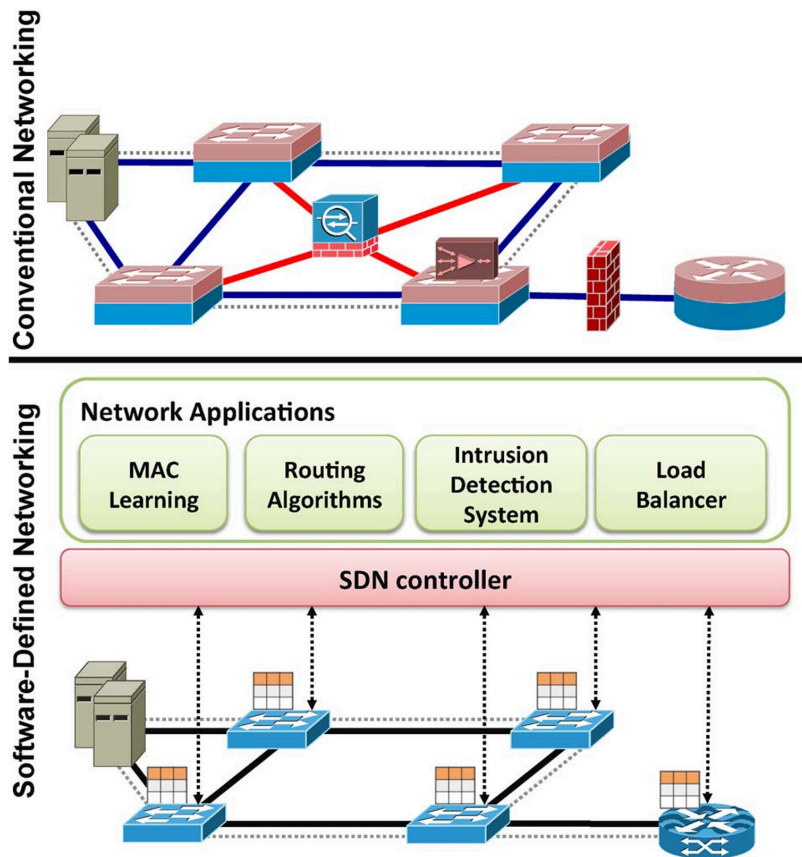 Conventional Networking
Software-Defined Networking
Network Applications
MAC
Learning
Routing
Algorithms
Intrusion
Detection
System
Load
Balancer
SDN controller